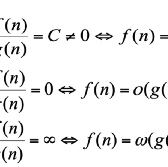 f(n)/g(n) = C ≠ 0 ⇔ f(n) =
f(n)/g(n) = 0 ⇔ f(n) = o(g(
f(n)/g(n) = ∞ ⇔ f(n) = ω(g(